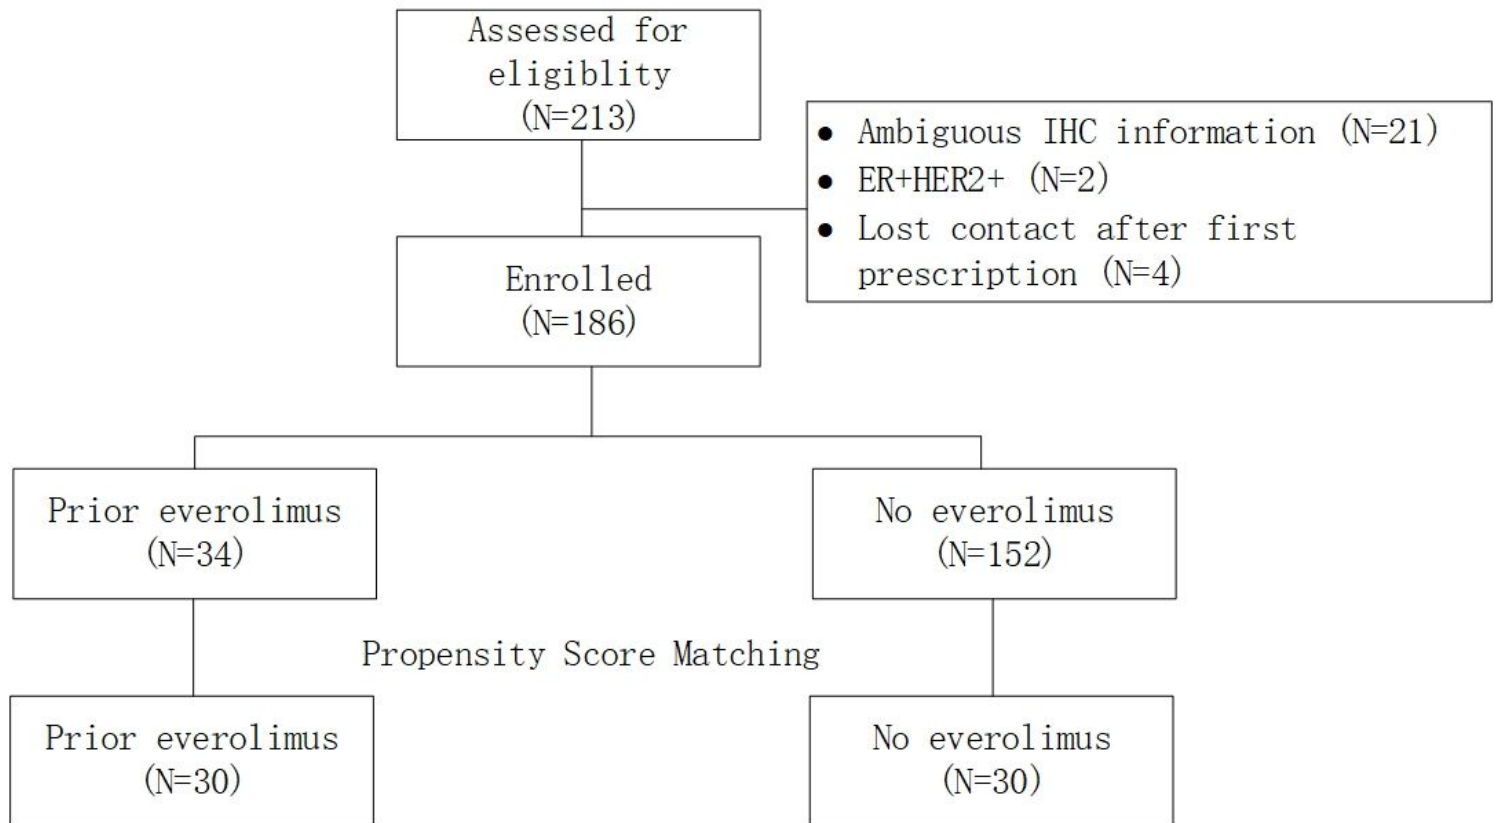 Assessed for
eligiblity
(N=213)
● Ambiguous IHC information (N=21)
● ER+HER2+ (N=2)
● Lost contact after first
prescription (N=4)
Enrolled
(N=186)
Prior everolimus
(N=34)
No everolimus
(N=152)
Propensity Score Matching
Prior everolimus
(N=30)
No everolimus
(N=30)